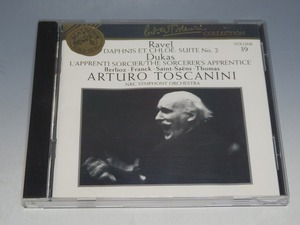 Ravel
DAPHNIS ET CHLOÉ: SUITE No. 2
Dukas
L'APPRENTI SORCIER/THE SORCERER'S APPRENTICE
Berlioz · Franck · Saint-Saëns · Thomas
ARTURO TOSCANINI
NBC SYMPHONY ORCHESTRA
COLLECTION
VOLUME
39